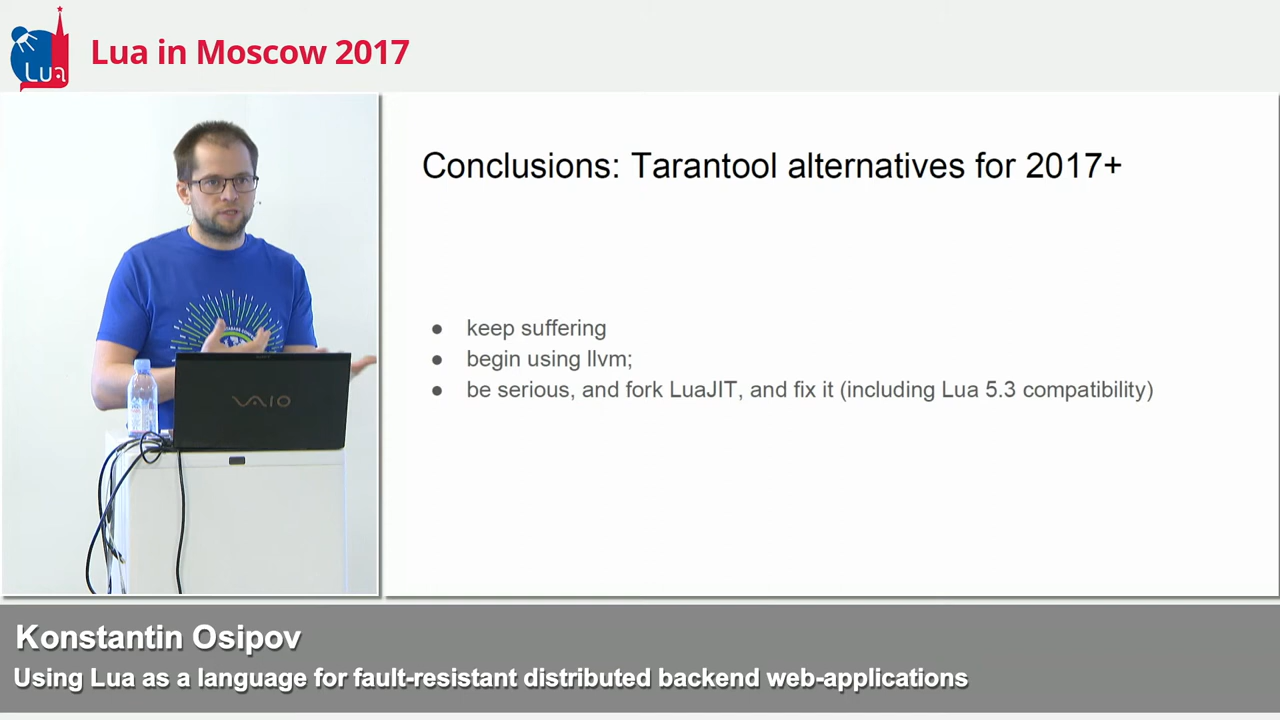 Lua
Lua in Moscow 2017
Conclusions: Tarantool alternatives for 2017+
● keep suffering
● begin using llvm;
● be serious, and fork LuaJIT, and fix it (including Lua 5.3 compatibility)
VAIO
Konstantin Osipov
Using Lua as a language for fault-resistant distributed backend web-applications